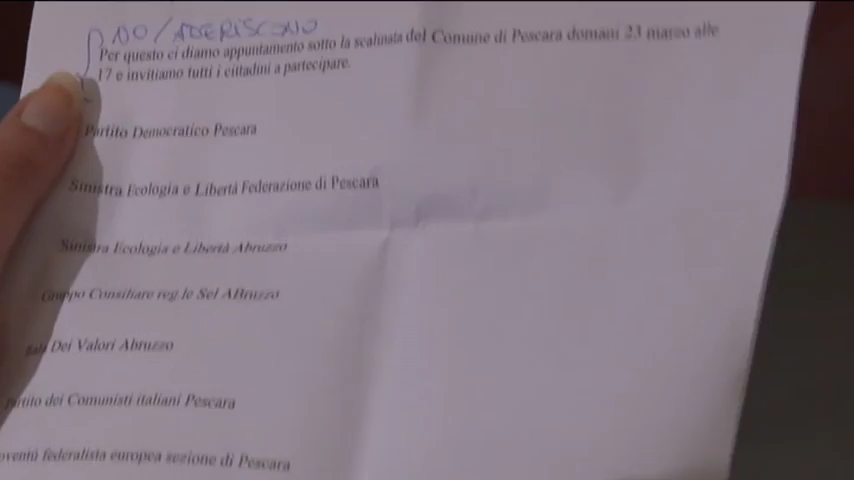 NO/ADERISCONO
Per questo ci diamo appuntamento sotto la scalinata del Comune di Pescara domani 23 marzo alle
17 e invitiamo tutti i cittadini a partecipare.
Partito Democratico Pescara
Sinistra Ecologia e Libertà Federazione di Pescara
Sinistra Ecologia e Libertà Abruzzo
Gruppo Consiliare reg.le Sel ABruzzo
Dei Valori Abruzzo
Partito dei Comunisti italiani Pescara
federalista europea sezione di Pescara